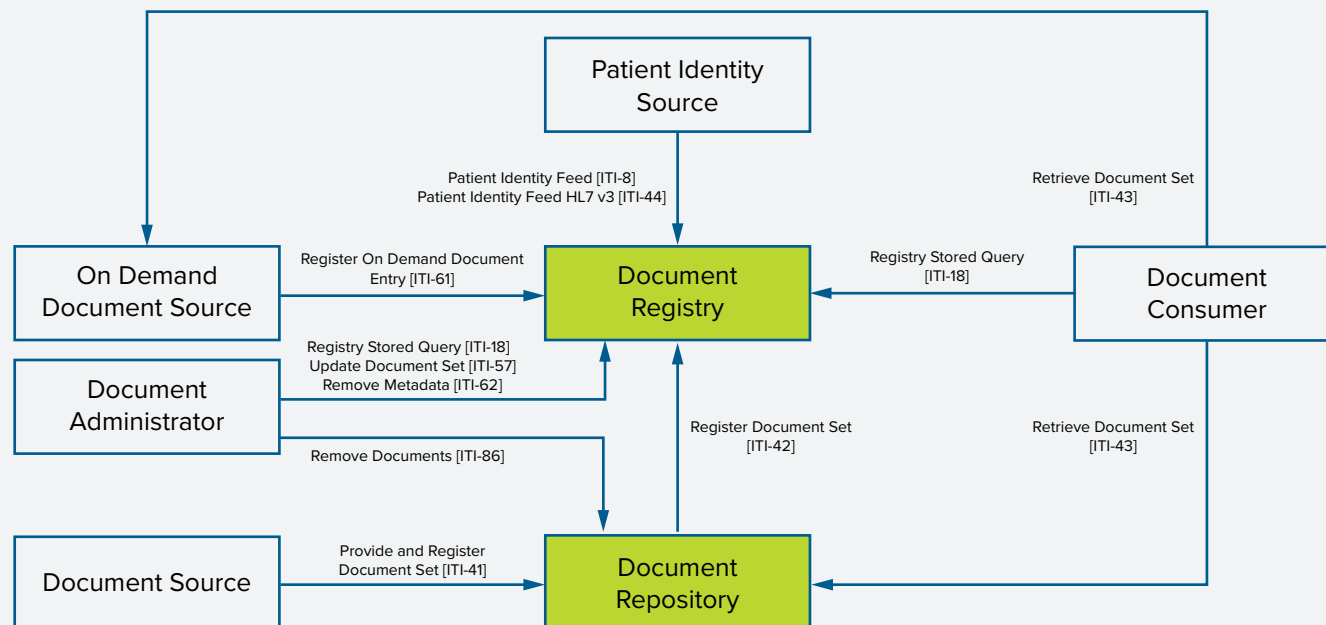 Patient Identity
Source
Patient Identity Feed [ITI-8]
Patient Identity Feed HL7 v3 [ITI-44]
Retrieve Document Set
[ITI-43]
On Demand
Document Source
Register On Demand Document
Entry [ITI-61]
Document
Registry
Registry Stored Query
[ITI-18]
Document
Consumer
Document
Administrator
Registry Stored Query [ITI-18]
Update Document Set [ITI-57]
Remove Metadata [ITI-62]
Remove Documents [ITI-86]
Register Document Set
[ITI-42]
Retrieve Document Set
[ITI-43]
Document Source
Provide and Register
Document Set [ITI-41]
Document
Repository